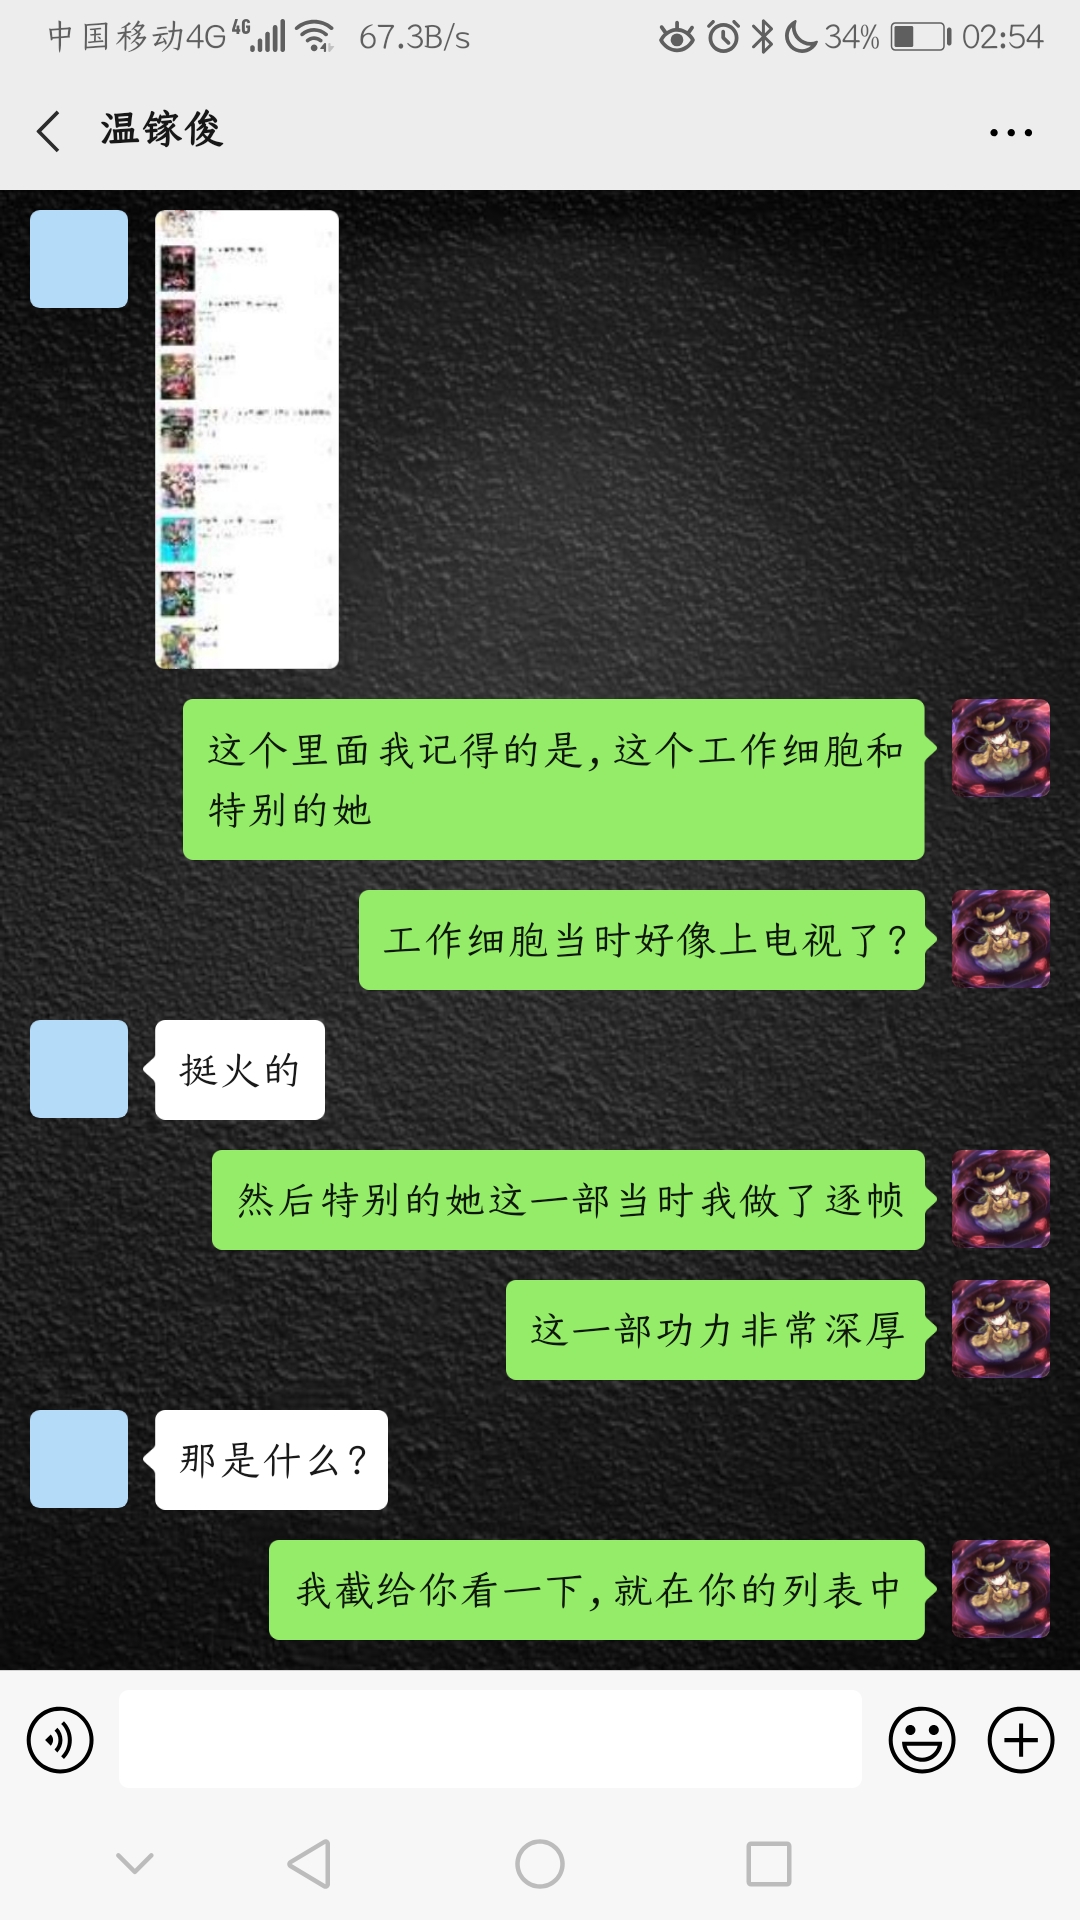 中国移动4G 4G 67.3B/s 34% 02:54
温镓俊
这个里面我记得的是,这个工作细胞和
特别的她
工作细胞当时好像上电视了?
挺火的
然后特别的她这一部当时我做了逐帧
这一部功力非常深厚
那是什么?
我截给你看一下,就在你的列表中